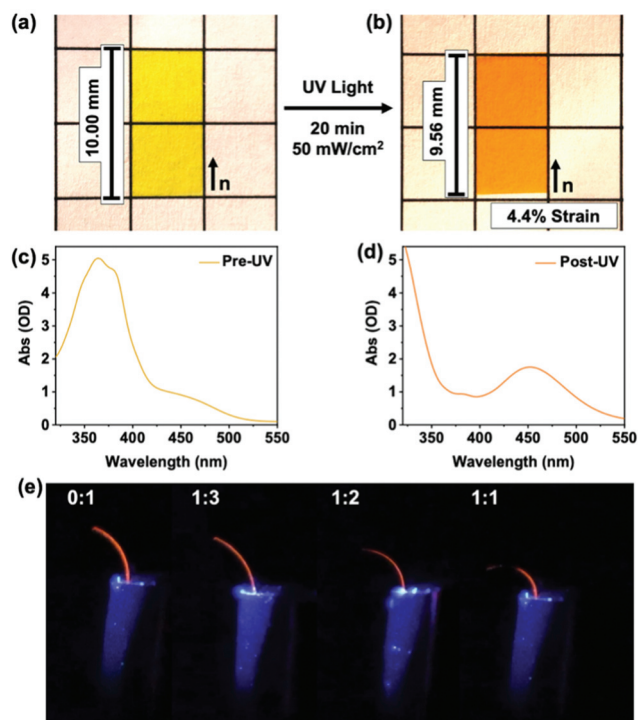 (a)
10.00 mm
n
UV Light
20 min
50 mW/cm²
(b)
9.56 mm
n
4.4% Strain
(c)
Pre-UV
Abs (OD)
5
4
3
2
1
0
350 400 450 500 550
Wavelength (nm)
(d)
Post-UV
Abs (OD)
5
4
3
2
1
0
350 400 450 500 550
Wavelength (nm)
(e)
0:1 1:3 1:2 1:1